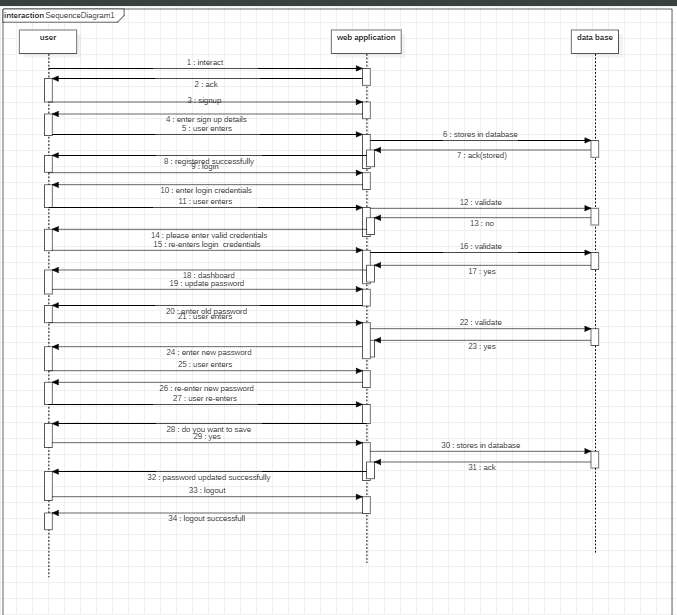 interaction SequenceDiagram1
user
web application
data base
1 : interact
2 : ack
3 : signup
4 : enter sign up details
5 : user enters
6 : stores in database
7 : ack(stored)
8 : registered successfully
9 : login
10 : enter login credentials
11 : user enters
12 : validate
13 : no
14 : please enter valid credentials
15 : re-enters login credentials
16 : validate
17 : yes
18 : dashboard
19 : update password
20 : enter old password
21 : user enters
22 : validate
23 : yes
24 : enter new password
25 : user enters
26 : re-enter new password
27 : user re-enters
28 : do you want to save
29 : yes
30 : stores in database
31 : ack
32 : password updated successfully
33 : logout
34 : logout successfull